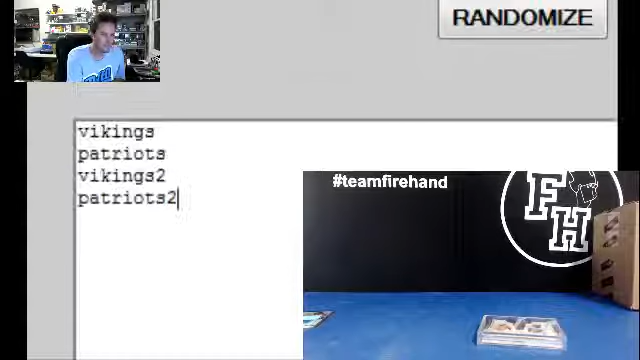 RANDOMIZE
vikings
patriots
vikings2
patriots2
#teamfirehand
FH